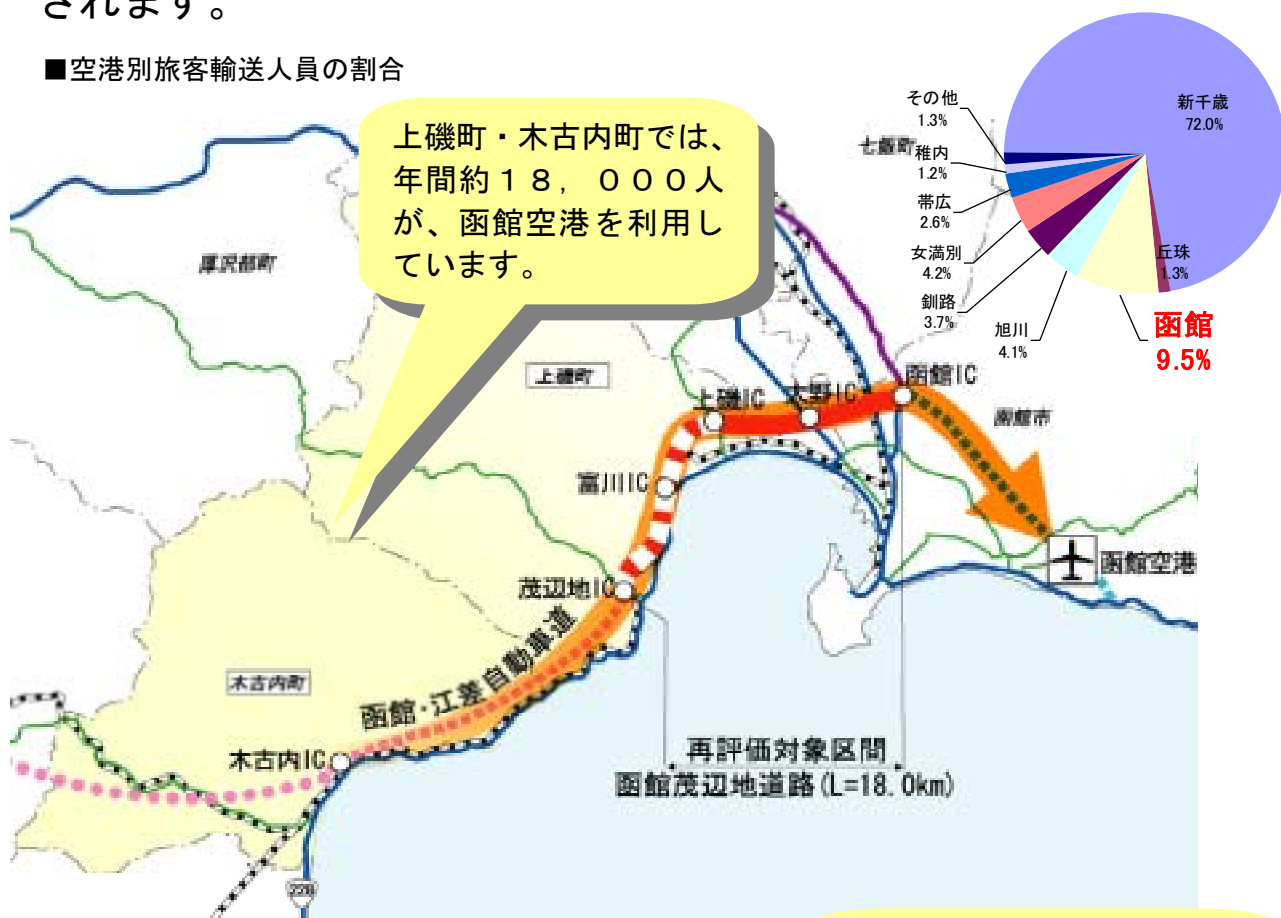 されます。
■空港別旅客輸送人員の割合
上磯町・木古内町では、
年間約１８，０００人
が、函館空港を利用し
ています。
新千歳
72.0%
その他
1.3%
稚内
1.2%
帯広
2.6%
女満別
4.2%
釧路
3.7%
旭川
4.1%
函館
9.5%
丘珠
1.3%
七飯町
厚沢部町
上磯町
上磯IC
大野IC
函館IC
函館市
富川IC
茂辺地IC
函館空港
函館・江差自動車道
木古内町
木古内IC
再評価対象区間
函館茂辺地道路(L=18.0km)
228